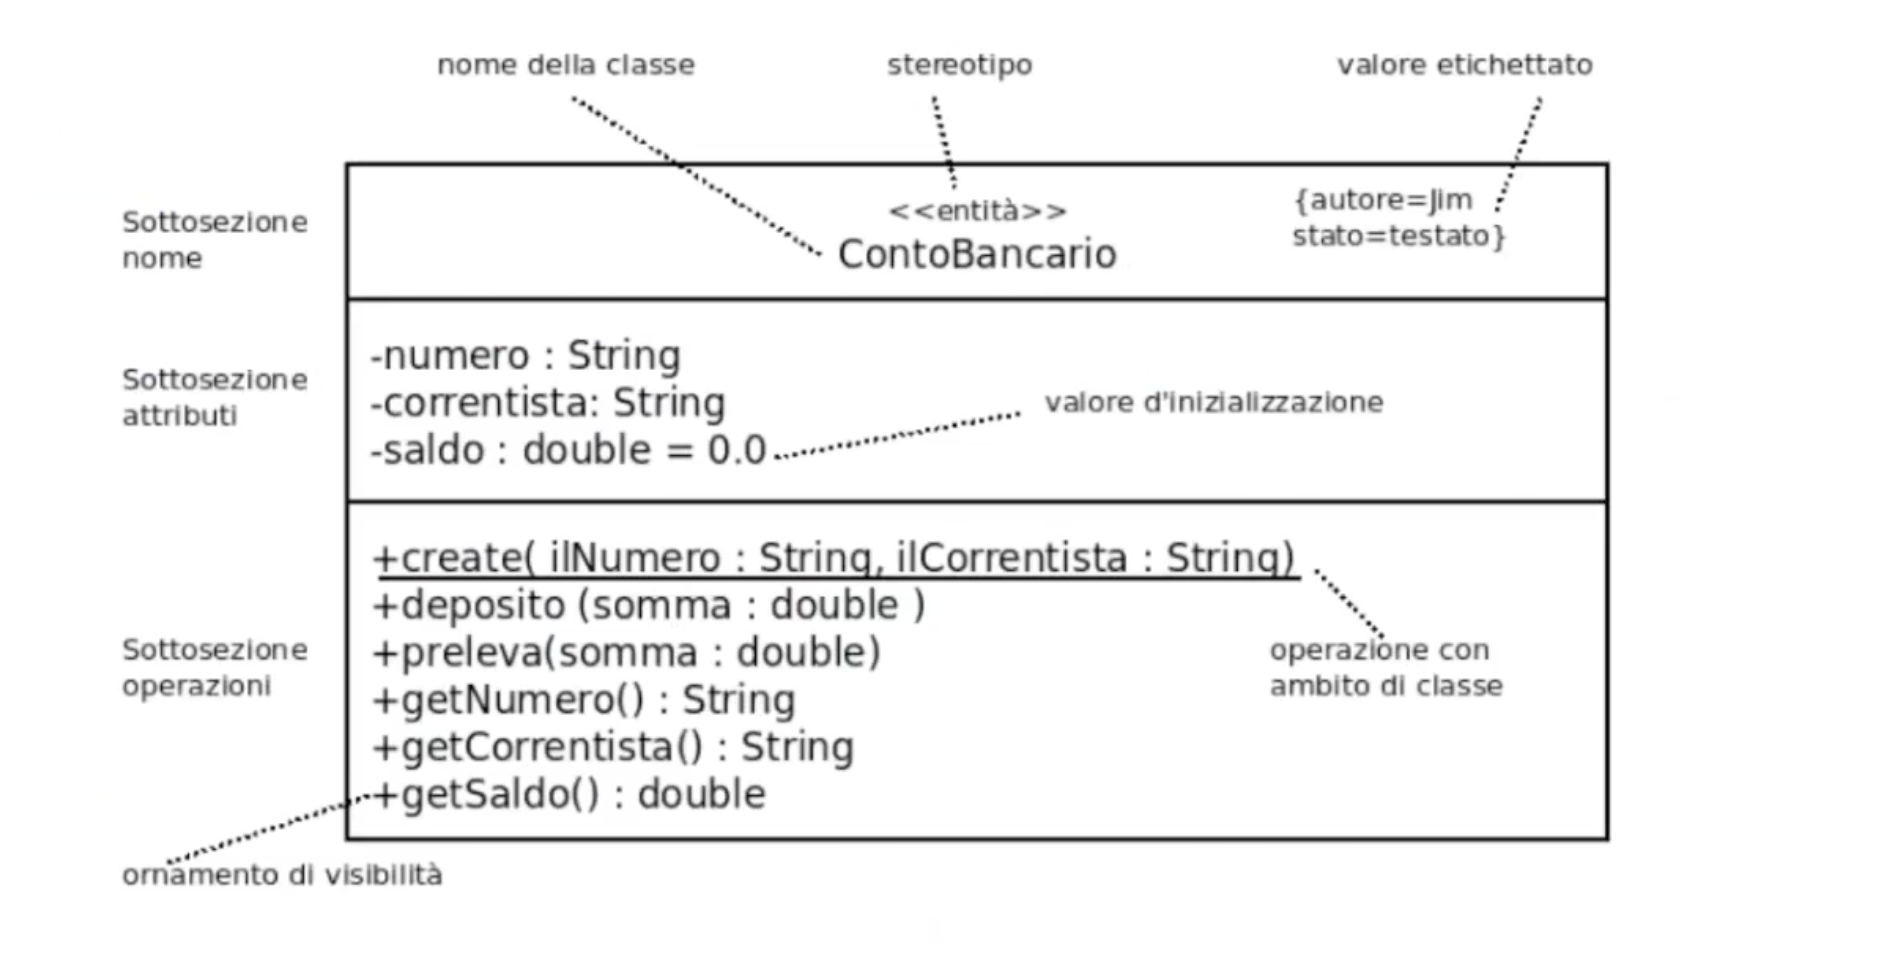 nome della classe
stereotipo
valore etichettato
Sottosezione
nome
<<entità>>
ContoBancario
{autore=Jim
stato=testato}
Sottosezione
attributi
-numero : String
-correntista: String
-saldo : double = 0.0
valore d'inizializzazione
Sottosezione
operazioni
+create( ilNumero : String, ilCorrentista : String)
+deposito (somma : double )
+preleva(somma : double)
+getNumero() : String
+getCorrentista() : String
+getSaldo() : double
operazione con
ambito di classe
ornamento di visibilità